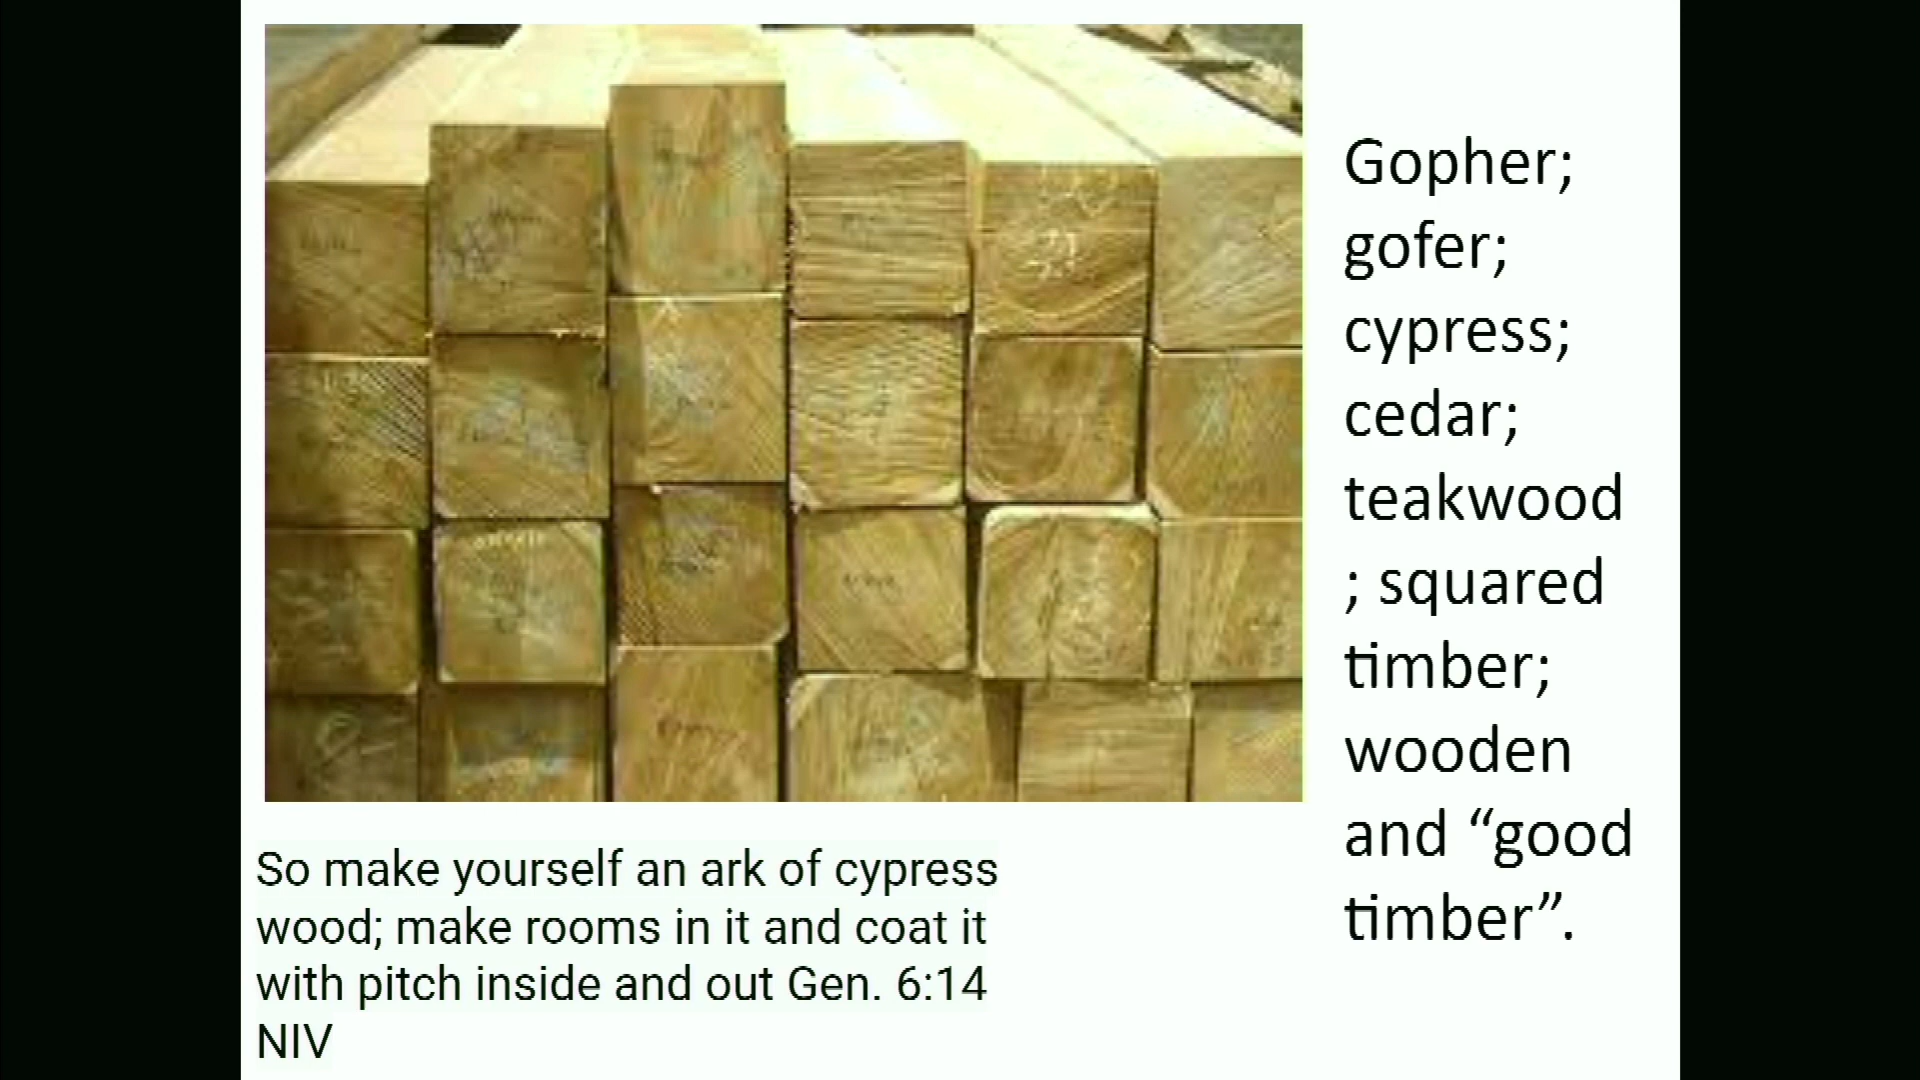 Gopher;
gofer;
cypress;
cedar;
teakwood
; squared
timber;
wooden
and “good
timber”.
So make yourself an ark of cypress
wood; make rooms in it and coat it
with pitch inside and out Gen. 6:14
NIV